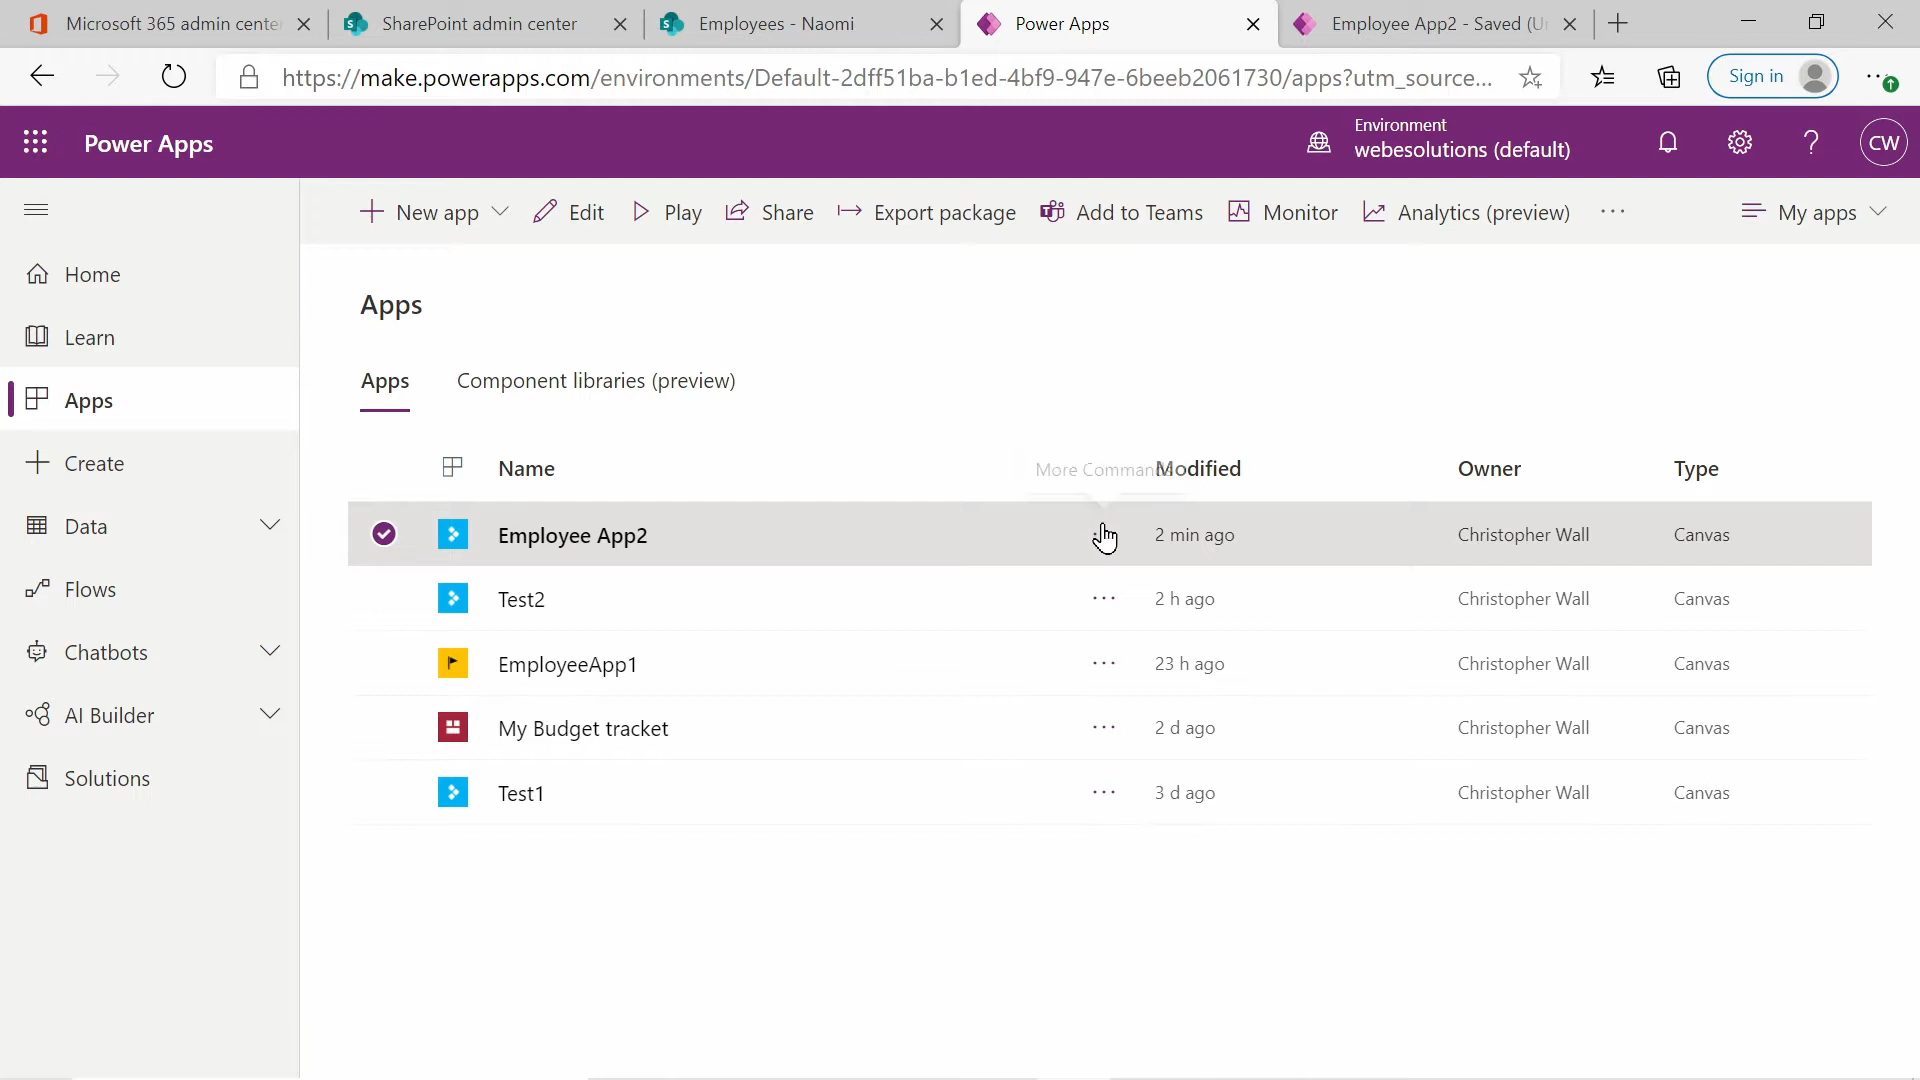 Microsoft 365 admin cente
SharePoint admin center
Employees - Naomi
Power Apps
Employee App2 - Saved (U
https://make.powerapps.com/environments/Default-2dff51ba-b1ed-4bf9-947e-6beeb2061730/apps?utm_source...
Sign in
Power Apps
Environment
webesolutions (default)
CW
New app
Edit
Play
Share
Export package
Add to Teams
Monitor
Analytics (preview)
My apps
Home
Learn
Apps
Create
Data
Flows
Chatbots
AI Builder
Solutions
Apps
Apps
Component libraries (preview)
Name
More Comman
Modified
Owner
Type
Employee App2
2 min ago
Christopher Wall
Canvas
Test2
2 h ago
Christopher Wall
Canvas
EmployeeApp1
23 h ago
Christopher Wall
Canvas
My Budget tracket
2 d ago
Christopher Wall
Canvas
Test1
3 d ago
Christopher Wall
Canvas